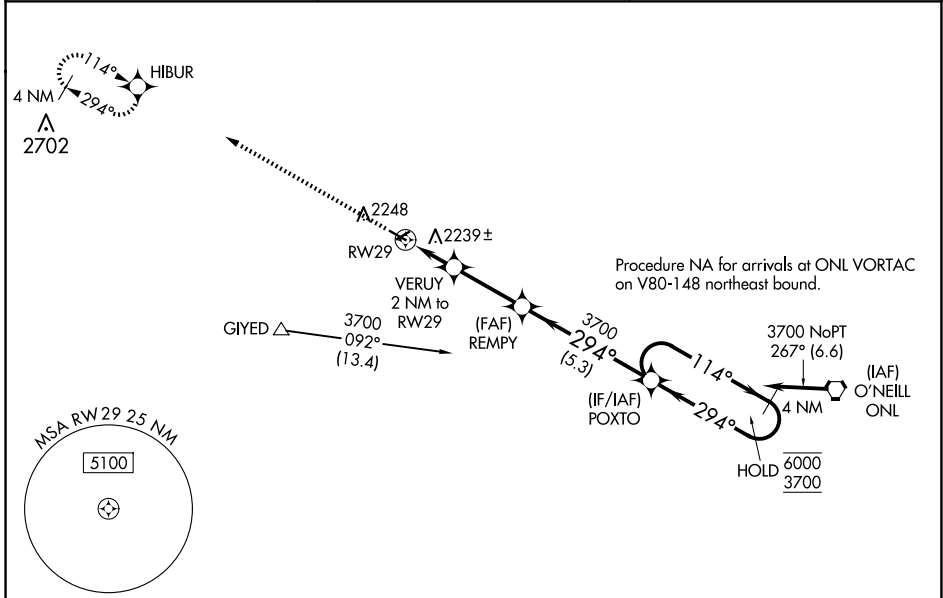 114°
HIBUR
4 NM
294°
2702
2248
RW29
2239±
VERUY
2 NM to
RW29
Procedure NA for arrivals at ONL VORTAC
on V80-148 northeast bound.
GIYED
3700
092°
(13.4)
(FAF)
REMPY
3700
294°
(5.3)
3700 NoPT
267° (6.6)
(IAF)
O'NEILL
ONL
114°
4 NM
(IF/IAF)
POXTO
294°
HOLD
6000
3700
MSA RW 29 25 NM
5100